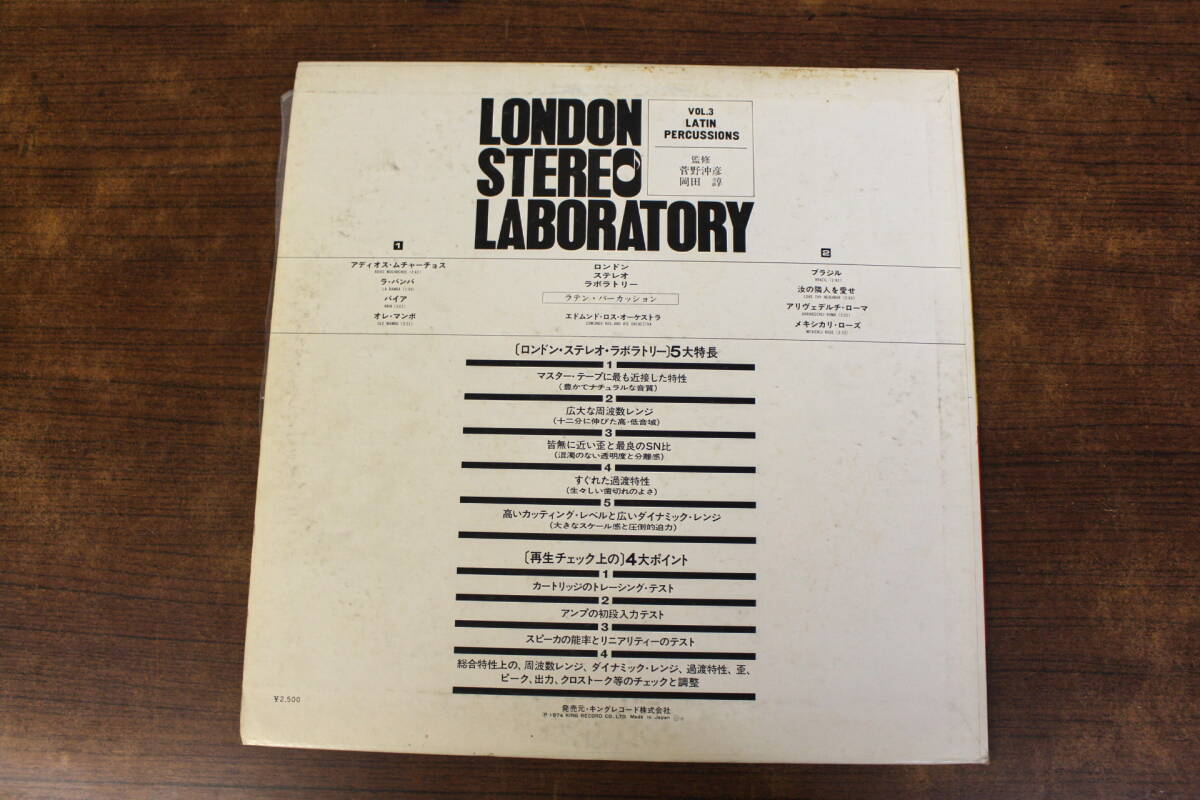 LONDON
STEREO
LABORATORY
VOL.3
LATIN
PERCUSSIONS
監修
菅野沖彦
岡田 諄
1
アディオス・ムチャーチョス
ラ・バンバ
LA BAMBA
バイア
オレ・マンボ
OLE MAMBO
ロンドン
ステレオ
ラボラトリー
ラテン・パーカッション
エドムンド・ロス・オーケストラ
EDMUNDO ROS AND HIS ORCHESTRA
2
ブラジル
BRAZIL
汝の隣人を愛せ
LOVE THY NEIGHBOR
アリヴェデルチ・ローマ
ARRIVEDERCI ROMA
メキシカリ・ローズ
MEXICALI ROSE
〔ロンドン・ステレオ・ラボラトリー〕5大特長
1
マスター・テープに最も近接した特性
(豊かでナチュラルな音質)
2
広大な周波数レンジ
(十二分に伸びた高・低音域)
3
皆無に近い歪と最良のSN比
(混濁のない透明度と分離感)
4
すぐれた過渡特性
(生々しい歯切れのよさ)
5
高いカッティング・レベルと広いダイナミック・レンジ
(大きなスケール感と圧倒的迫力)
〔再生チェック上の〕4大ポイント
1
カートリッジのトレーシング・テスト
2
アンプの初段入力テスト
3
スピーカの能率とリニアリティーのテスト
4
総合特性上の、周波数レンジ、ダイナミック・レンジ、過渡特性、歪、
ピーク、出力、クロストーク等のチェックと調整
¥2,500
発売元・キングレコード株式会社
Ⓟ 1974 KING RECORD CO., LTD. Made in Japan